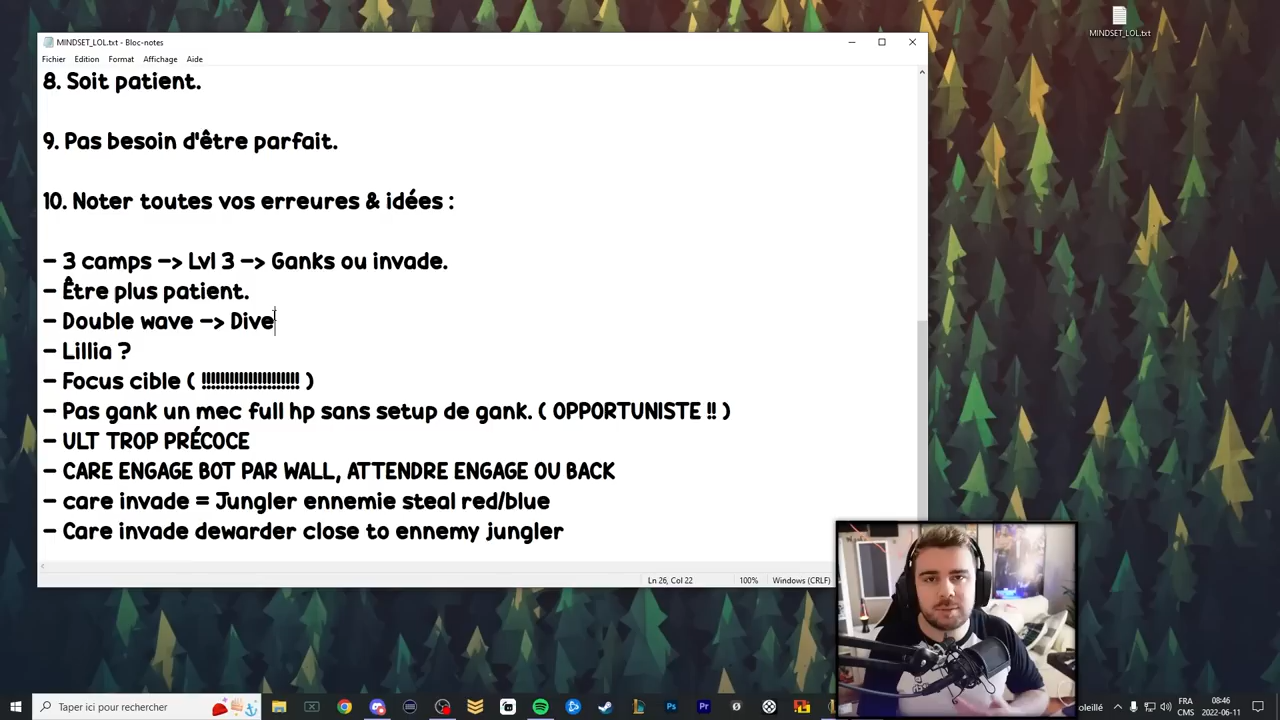 MINDSET_LOL.txt
MINDSET_LOL.txt - Bloc-notes
Fichier Edition Format Affichage Aide
8. Soit patient.
9. Pas besoin d'être parfait.
10. Noter toutes vos erreures & idées :
- 3 camps -> Lvl 3 -> Ganks ou invade.
- Être plus patient.
- Double wave -> Dive
- Lillia ?
- Focus cible ( !!!!!!!!!!!!!!!!!!!!! )
- Pas gank un mec full hp sans setup de gank. ( OPPORTUNISTE !! )
- ULT TROP PRÉCOCE
- CARE ENGAGE BOT PAR WALL, ATTENDRE ENGAGE OU BACK
- care invade = Jungler ennemie steal red/blue
- Care invade dewarder close to ennemy jungler
Ln 26, Col 22 100% Windows (CRLF)
Taper ici pour rechercher
oleillé FRA CMS 08:46 2022-06-11